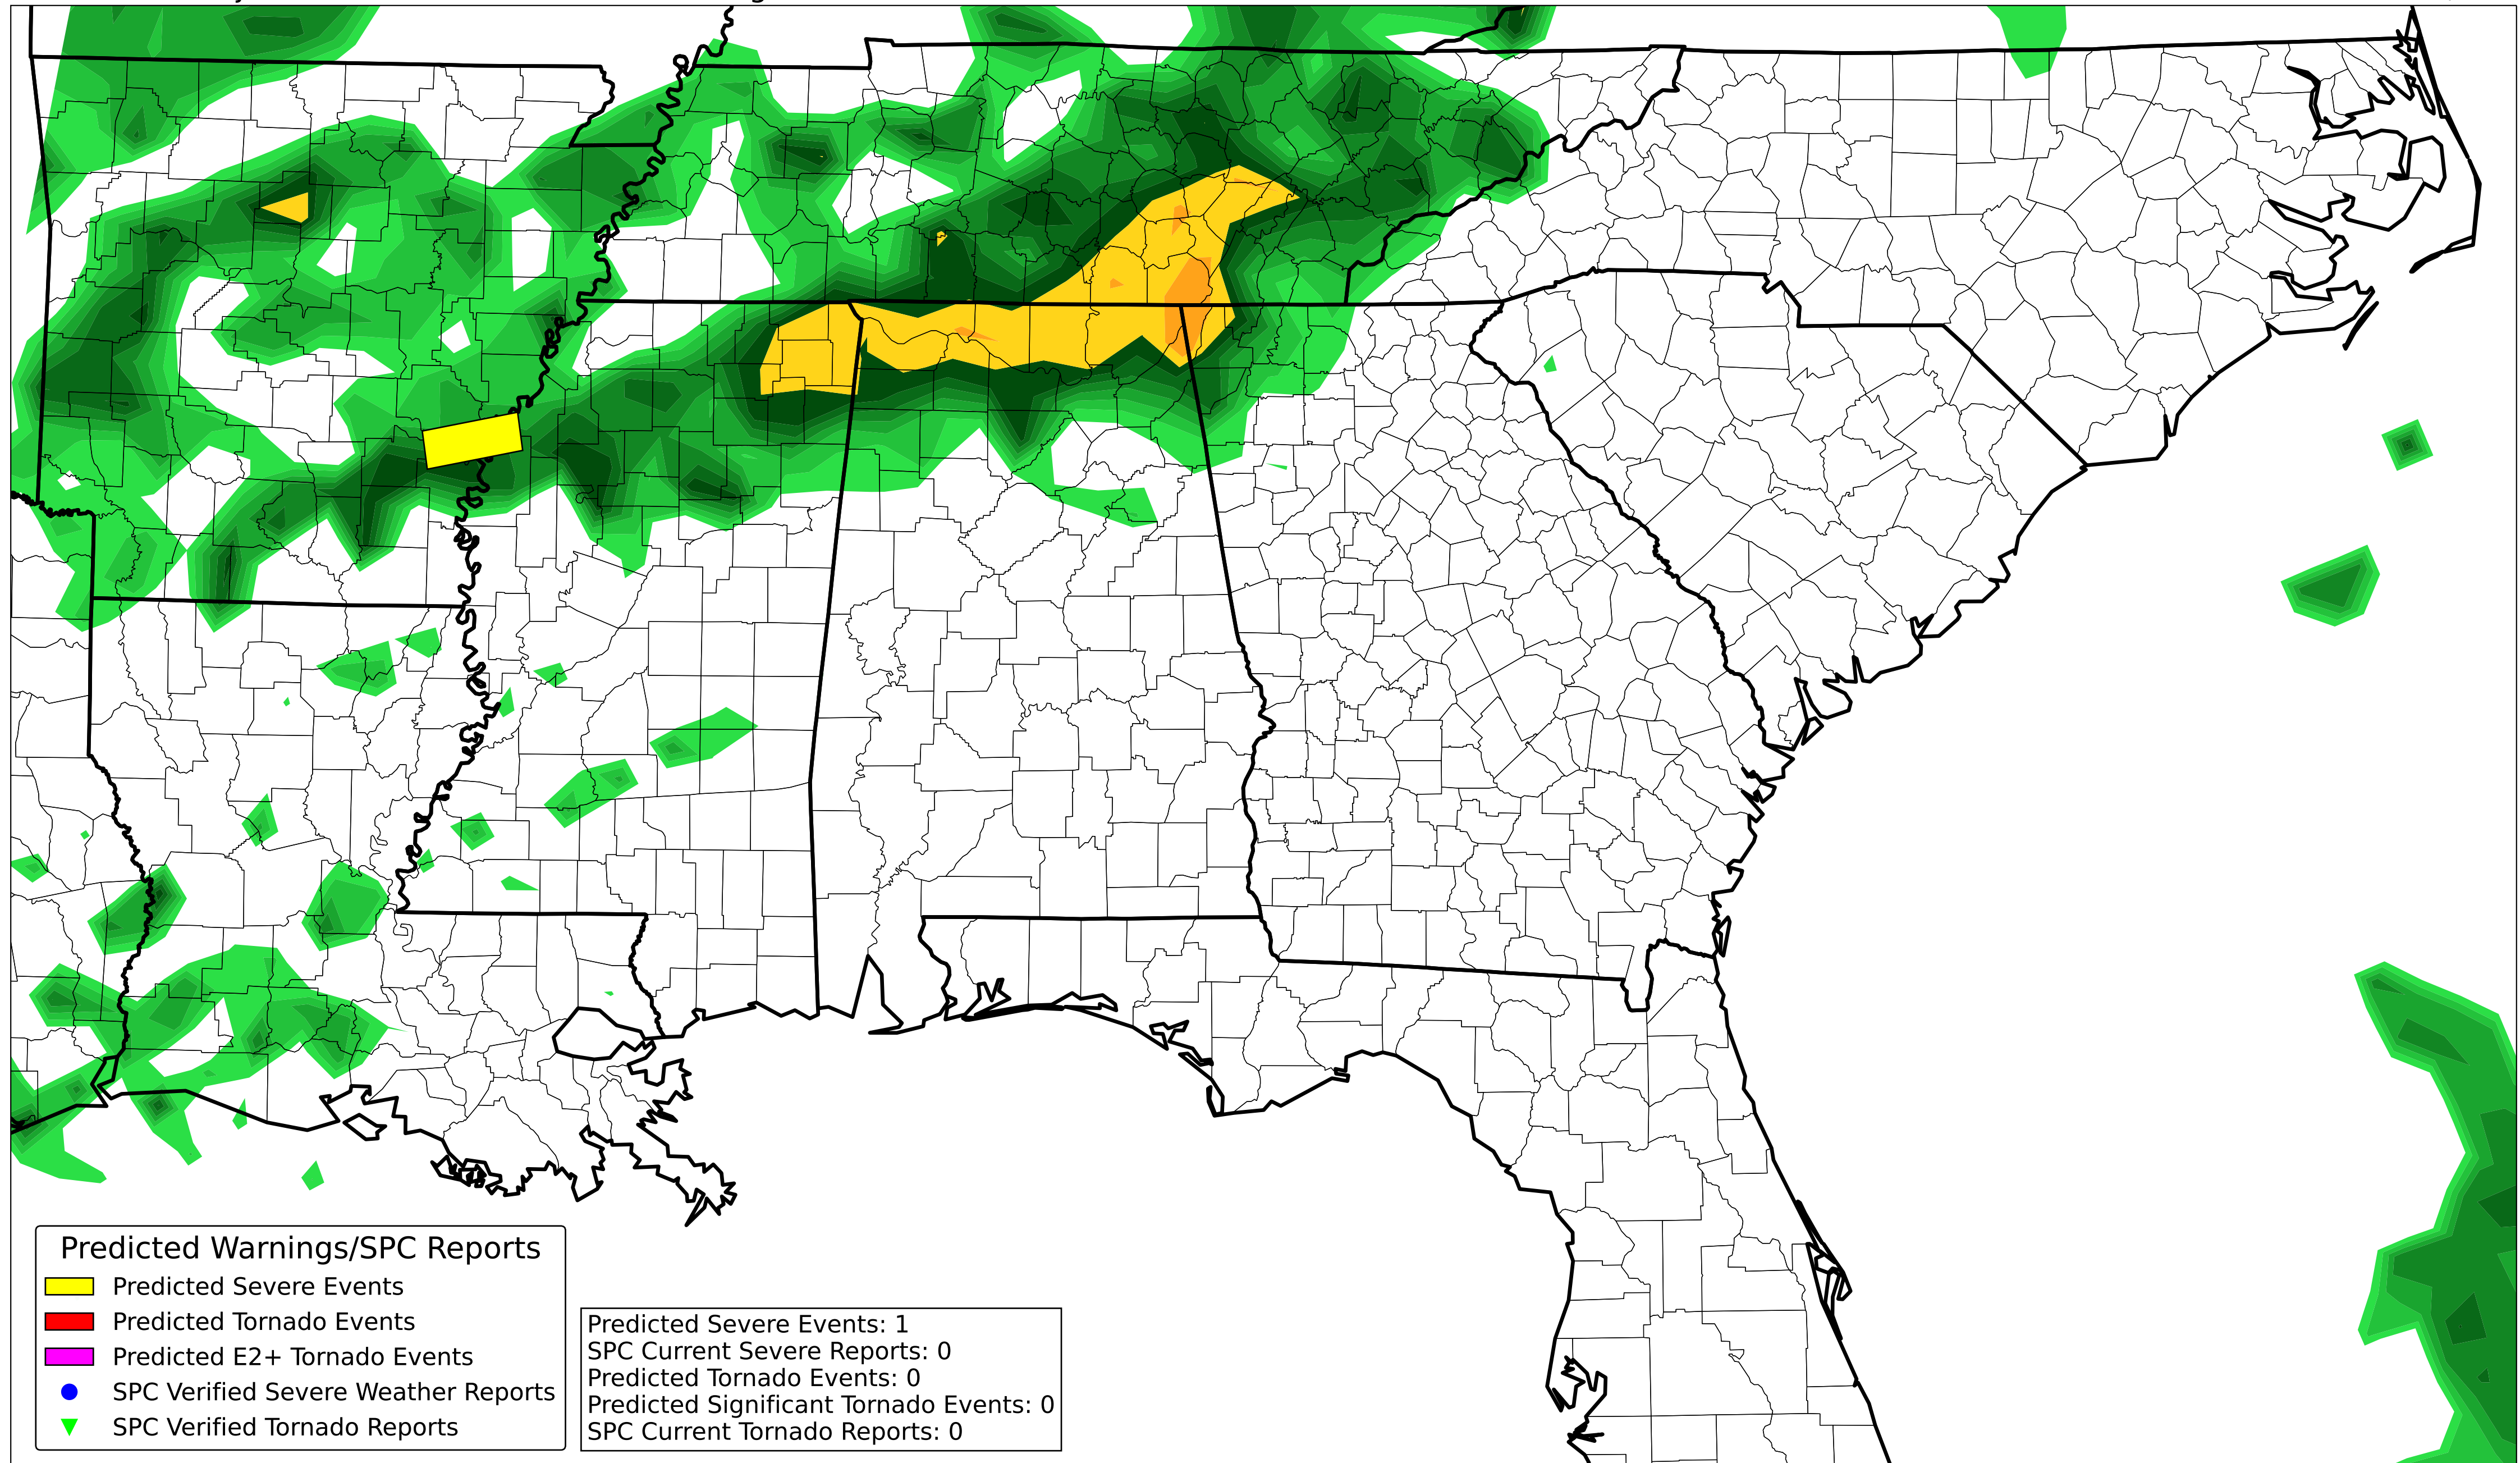 Predicted Warnings/SPC Reports
Predicted Severe Events
Predicted Tornado Events
Predicted E2+ Tornado Events
SPC Verified Severe Weather Reports
SPC Verified Tornado Reports
Predicted Severe Events: 1
SPC Current Severe Reports: 0
Predicted Tornado Events: 0
Predicted Significant Tornado Events: 0
SPC Current Tornado Reports: 0